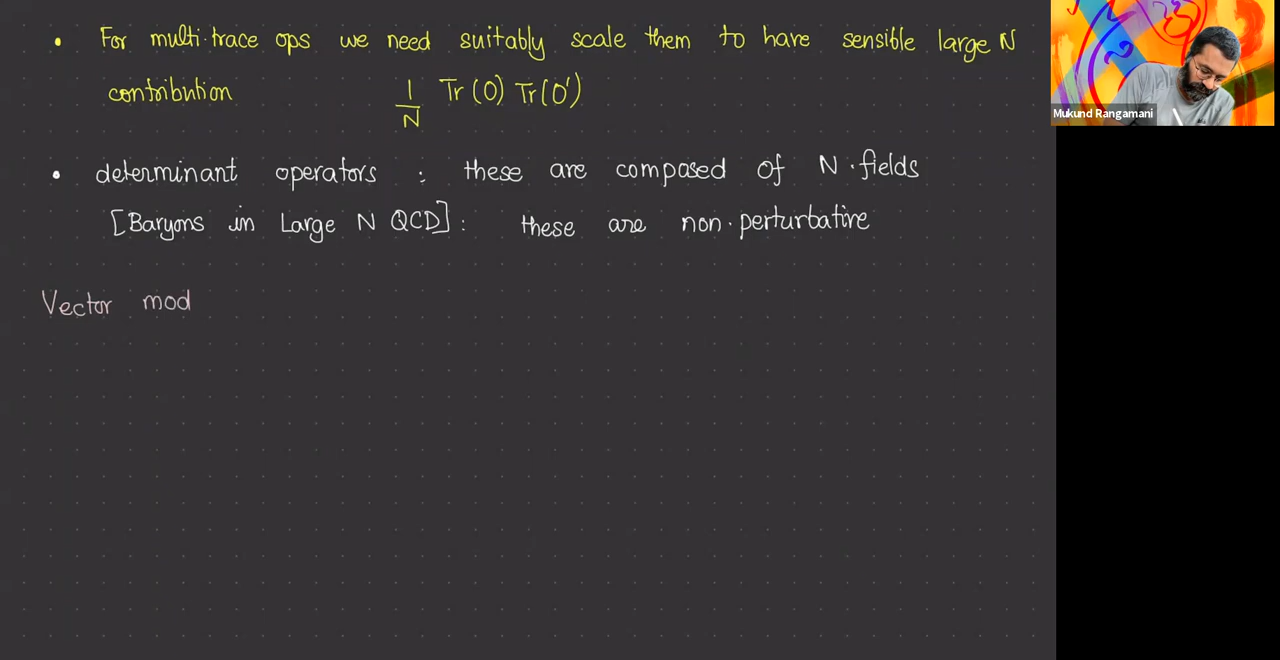 • For multi-trace ops we need suitably scale them to have sensible large N
contribution 1/N Tr(O) Tr(O')
• determinant operators : these are composed of N-fields
[Baryons in Large N QCD] : these are non-perturbative
Vector mod
Mukund Rangamani